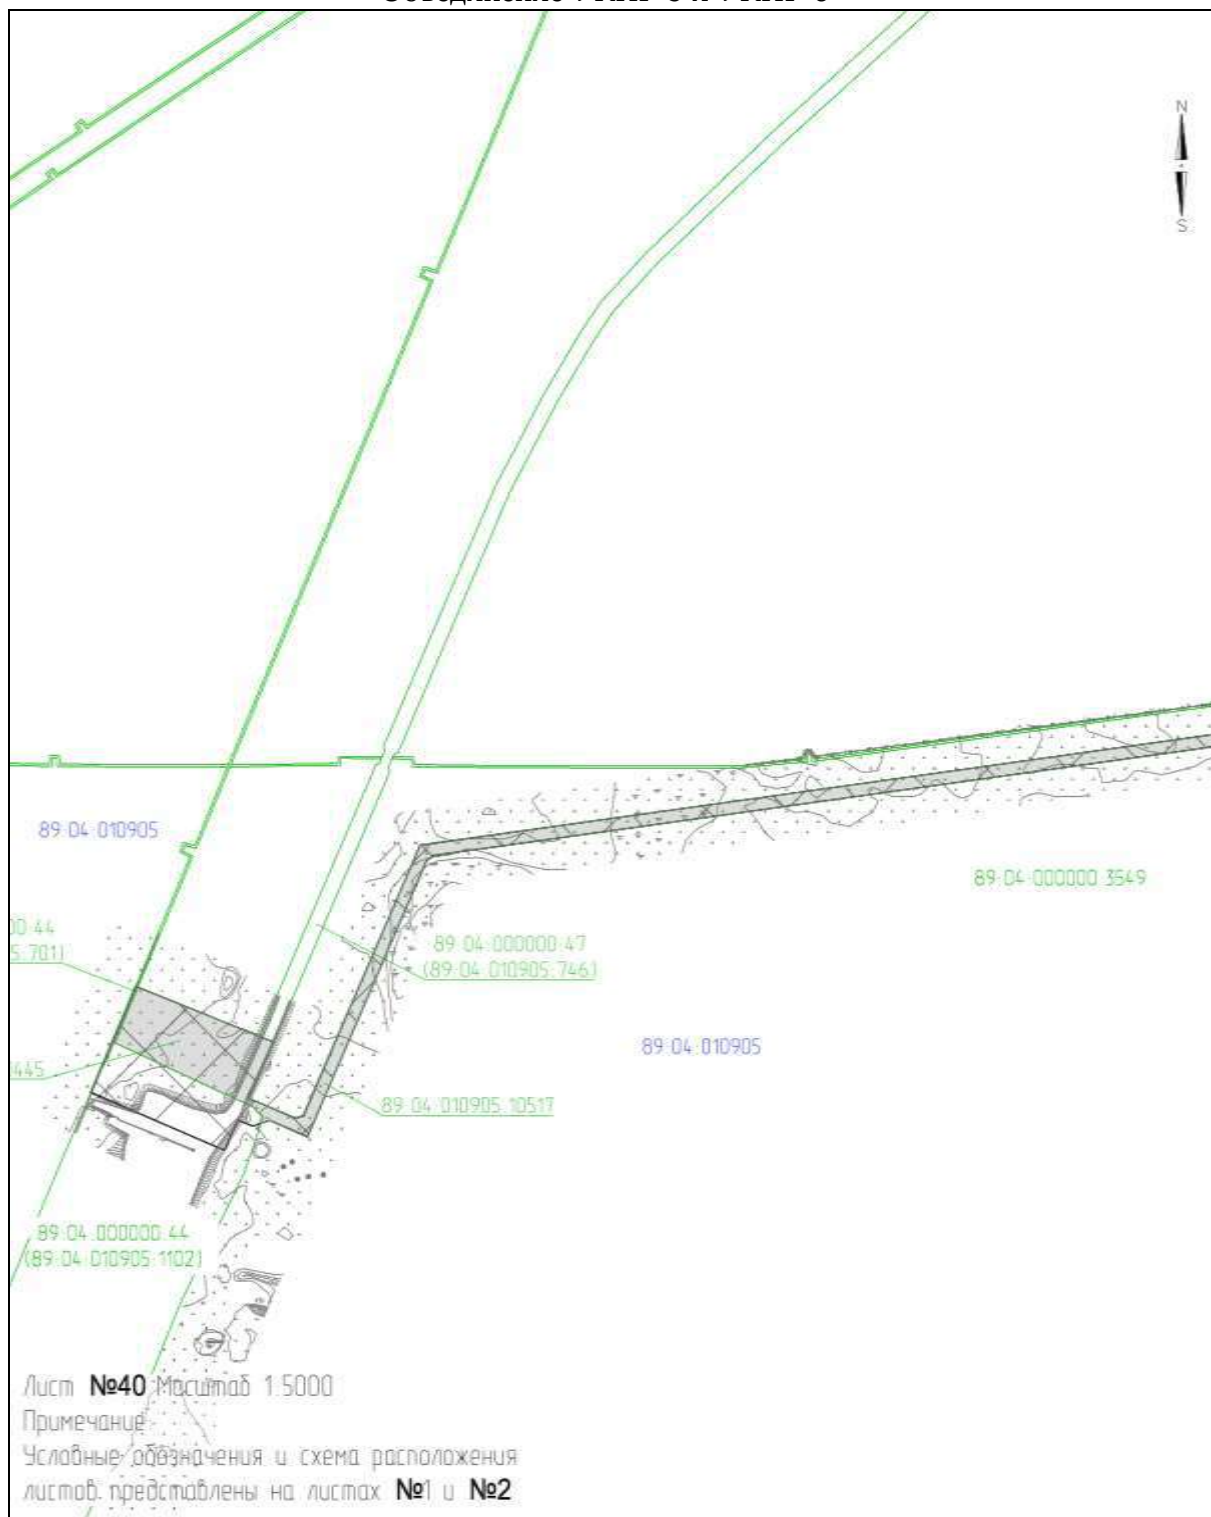 N
S
89:04:010905
89:04:000000:3549
00:44
5:701)
89:04:000000:47
(89:04:010905:746)
89:04:010905
445
89:04:010905:10517
89:04:000000:44
(89:04:010905:1102)
Лист №40 Масштаб 1:5000
Примечание
Условные обозначения и схема расположения
листов представлены на листах №1 и №2